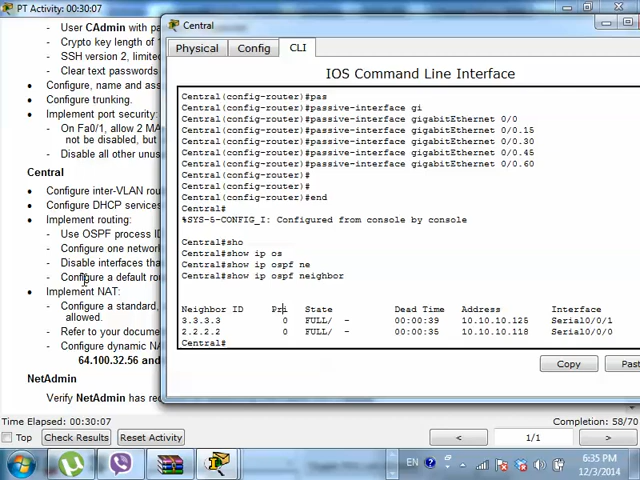 PT Activity: 00:30:07
User CAdmin with pa
Crypto key length of 1
SSH version 2, limited
Clear text passwords
Configure, name and ass
Configure trunking.
Implement port security:
On Fa0/1, allow 2 MA
not be disabled, but
Disable all other unus
Central
Configure inter-VLAN rou
Configure DHCP services
Implement routing:
Use OSPF process ID
Configure one networ
Disable interfaces tha
Configure a default rou
Implement NAT:
Configure a standard,
allowed.
Refer to your docume
Configure dynamic NA
64.100.32.56 and
NetAdmin
Verify NetAdmin has rec
Central
Physical Config CLI
IOS Command Line Interface
Central(config-router)#pas
Central(config-router)#passive-interface gi
Central(config-router)#passive-interface gigabitEthernet 0/0
Central(config-router)#passive-interface gigabitEthernet 0/0.15
Central(config-router)#passive-interface gigabitEthernet 0/0.30
Central(config-router)#passive-interface gigabitEthernet 0/0.45
Central(config-router)#passive-interface gigabitEthernet 0/0.60
Central(config-router)#
Central(config-router)#
Central(config-router)#end
Central#
%SYS-5-CONFIG_I: Configured from console by console
Central#sho
Central#show ip os
Central#show ip ospf ne
Central#show ip ospf neighbor
Neighbor ID Pri State Dead Time Address Interface
3.3.3.3 0 FULL/ - 00:00:39 10.10.10.125 Serial0/0/1
2.2.2.2 0 FULL/ - 00:00:35 10.10.10.118 Serial0/0/0
Central#
Copy Past
Time Elapsed: 00:30:07 Completion: 58/70
Top Check Results Reset Activity < 1/1 >
EN 6:35 PM
12/3/2014